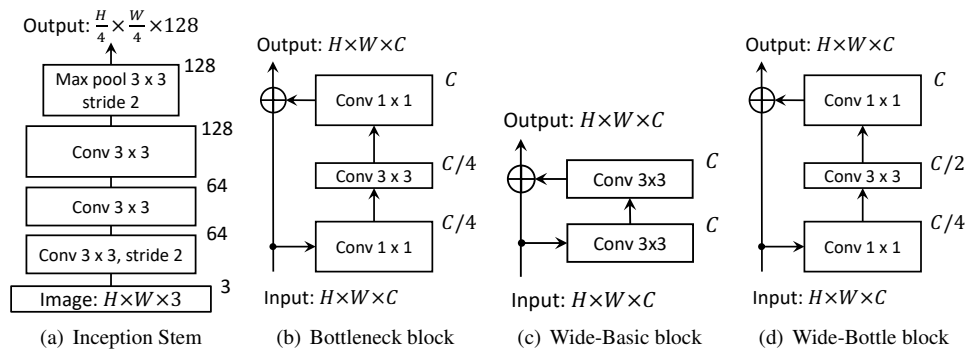 Output: H/4 × W/4 ×128
128
Max pool 3 x 3
stride 2
128
Conv 3 x 3
64
Conv 3 x 3
64
Conv 3 x 3, stride 2
3
Image: H×W×3
(a) Inception Stem
Output: H×W×C
C
Conv 1 x 1
C/4
Conv 3 x 3
C/4
Conv 1 x 1
Input: H×W×C
(b) Bottleneck block
Output: H×W×C
C
Conv 3x3
C
Conv 3x3
Input: H×W×C
(c) Wide-Basic block
Output: H×W×C
C
Conv 1 x 1
C/2
Conv 3 x 3
C/4
Conv 1 x 1
Input: H×W×C
(d) Wide-Bottle block